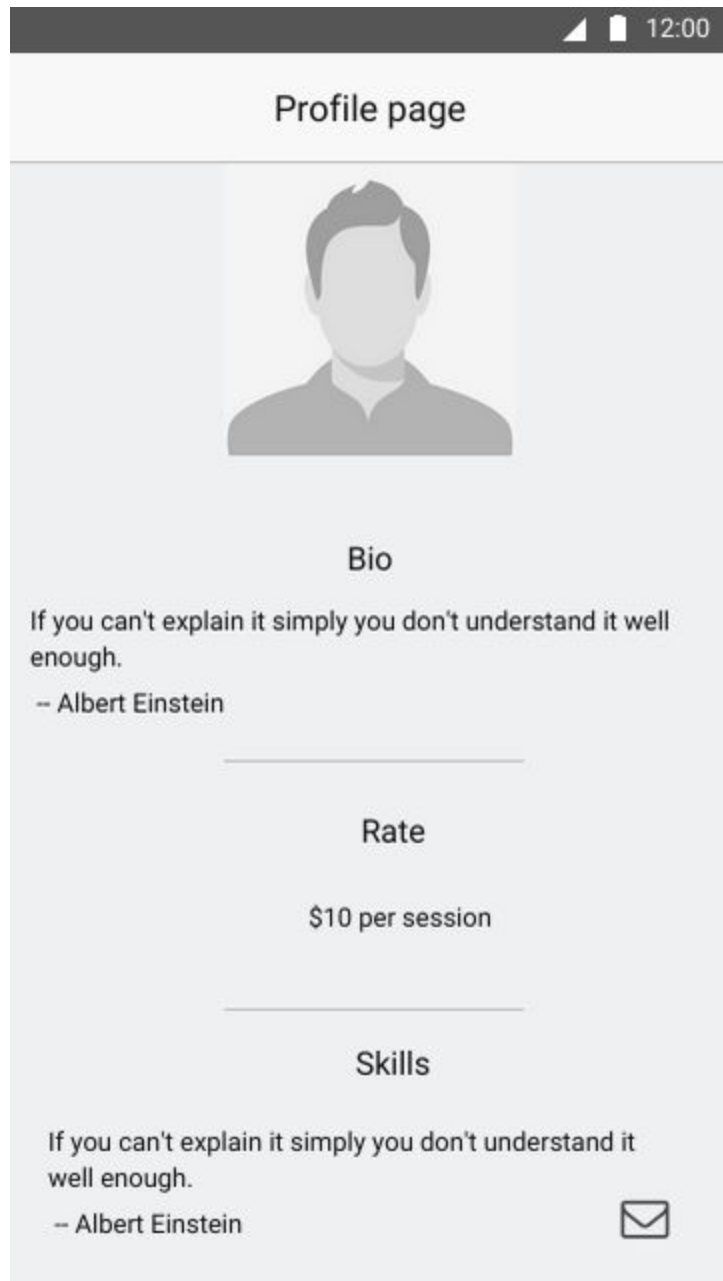 12:00
Profile page
Bio
If you can't explain it simply you don't understand it well
enough.
-- Albert Einstein
Rate
$10 per session
Skills
If you can't explain it simply you don't understand it
well enough.
-- Albert Einstein